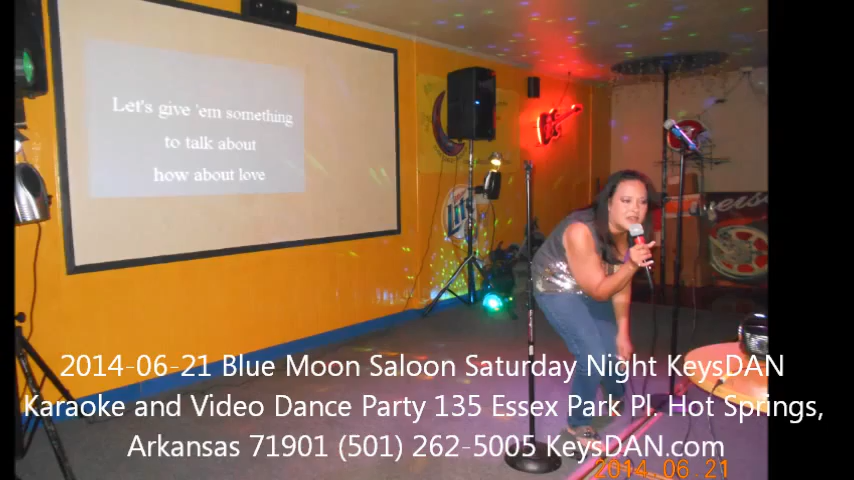 Let's give 'em something
to talk about
how about love
Lite
2014-06-21 Blue Moon Saloon Saturday Night KeysDAN
Karaoke and Video Dance Party 135 Essex Park Pl. Hot Springs,
Arkansas 71901 (501) 262-5005 KeysDAN.com
2014.06.21